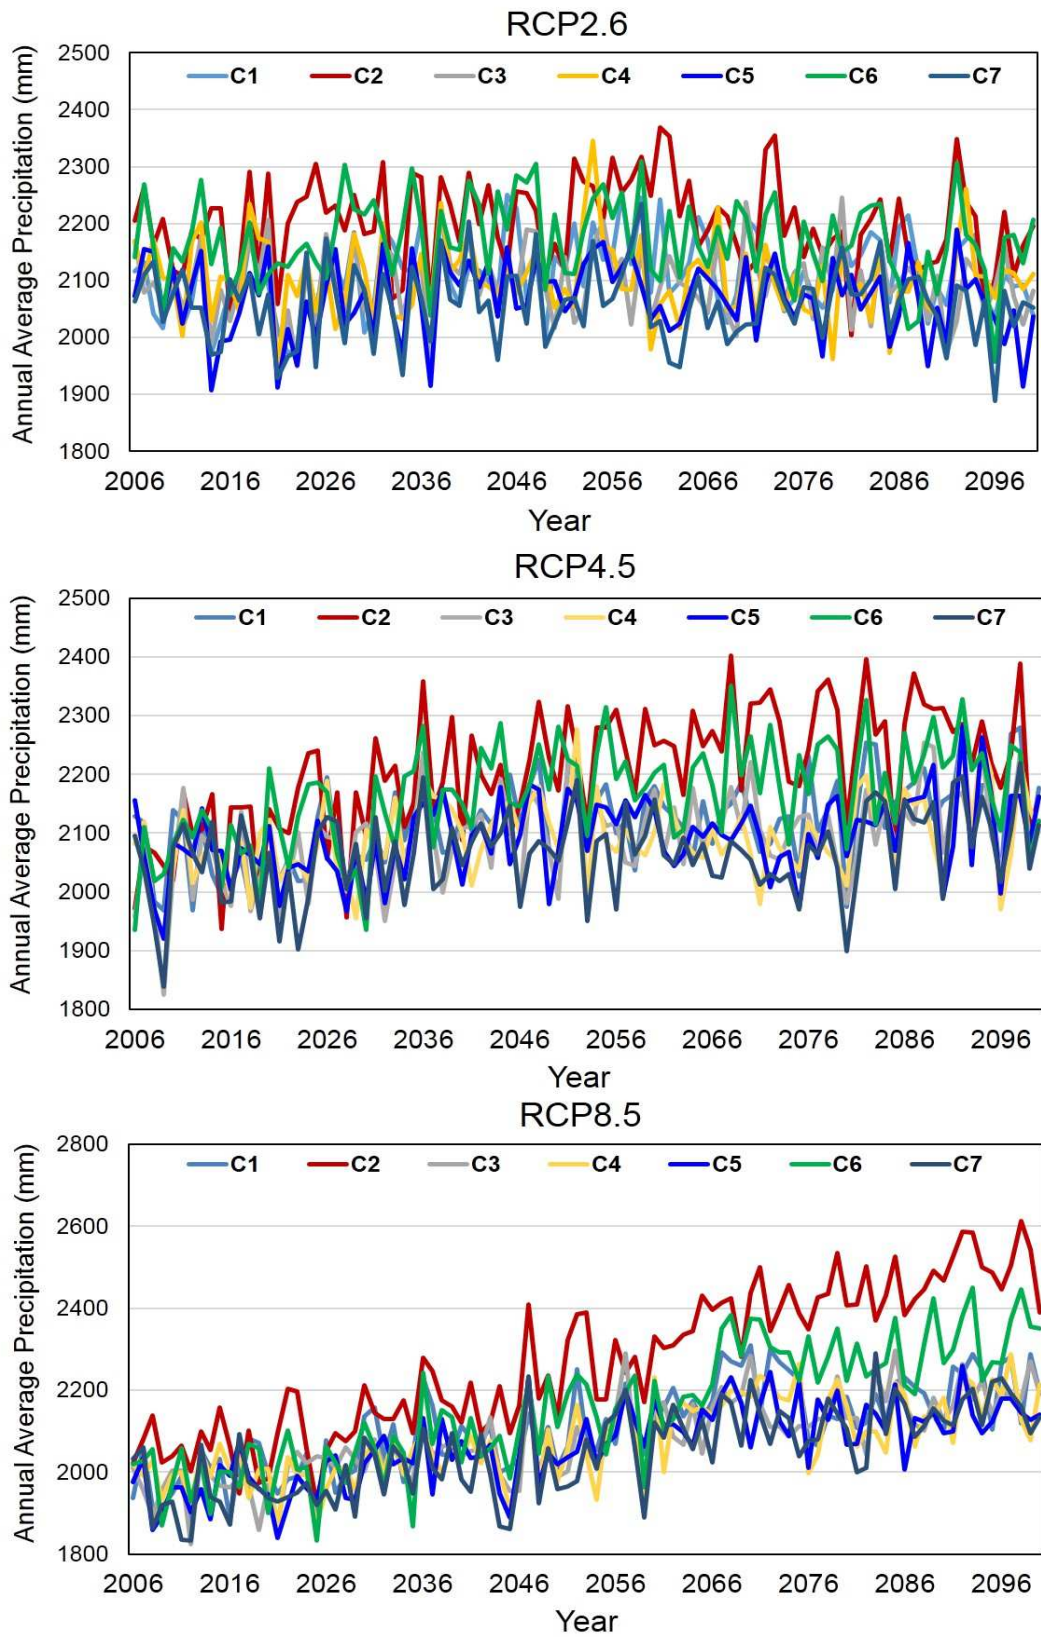 RCP2.6
Annual Average Precipitation (mm)
2500
C1 C2 C3 C4 C5 C6 C7
2400
2300
2200
2100
2000
1900
1800
2006 2016 2026 2036 2046 2056 2066 2076 2086 2096
Year
RCP4.5
Annual Average Precipitation (mm)
2500
C1 C2 C3 C4 C5 C6 C7
2400
2300
2200
2100
2000
1900
1800
2006 2016 2026 2036 2046 2056 2066 2076 2086 2096
Year
RCP8.5
Annual Average Precipitation (mm)
2800
C1 C2 C3 C4 C5 C6 C7
2600
2400
2200
2000
1800
2006 2016 2026 2036 2046 2056 2066 2076 2086 2096
Year